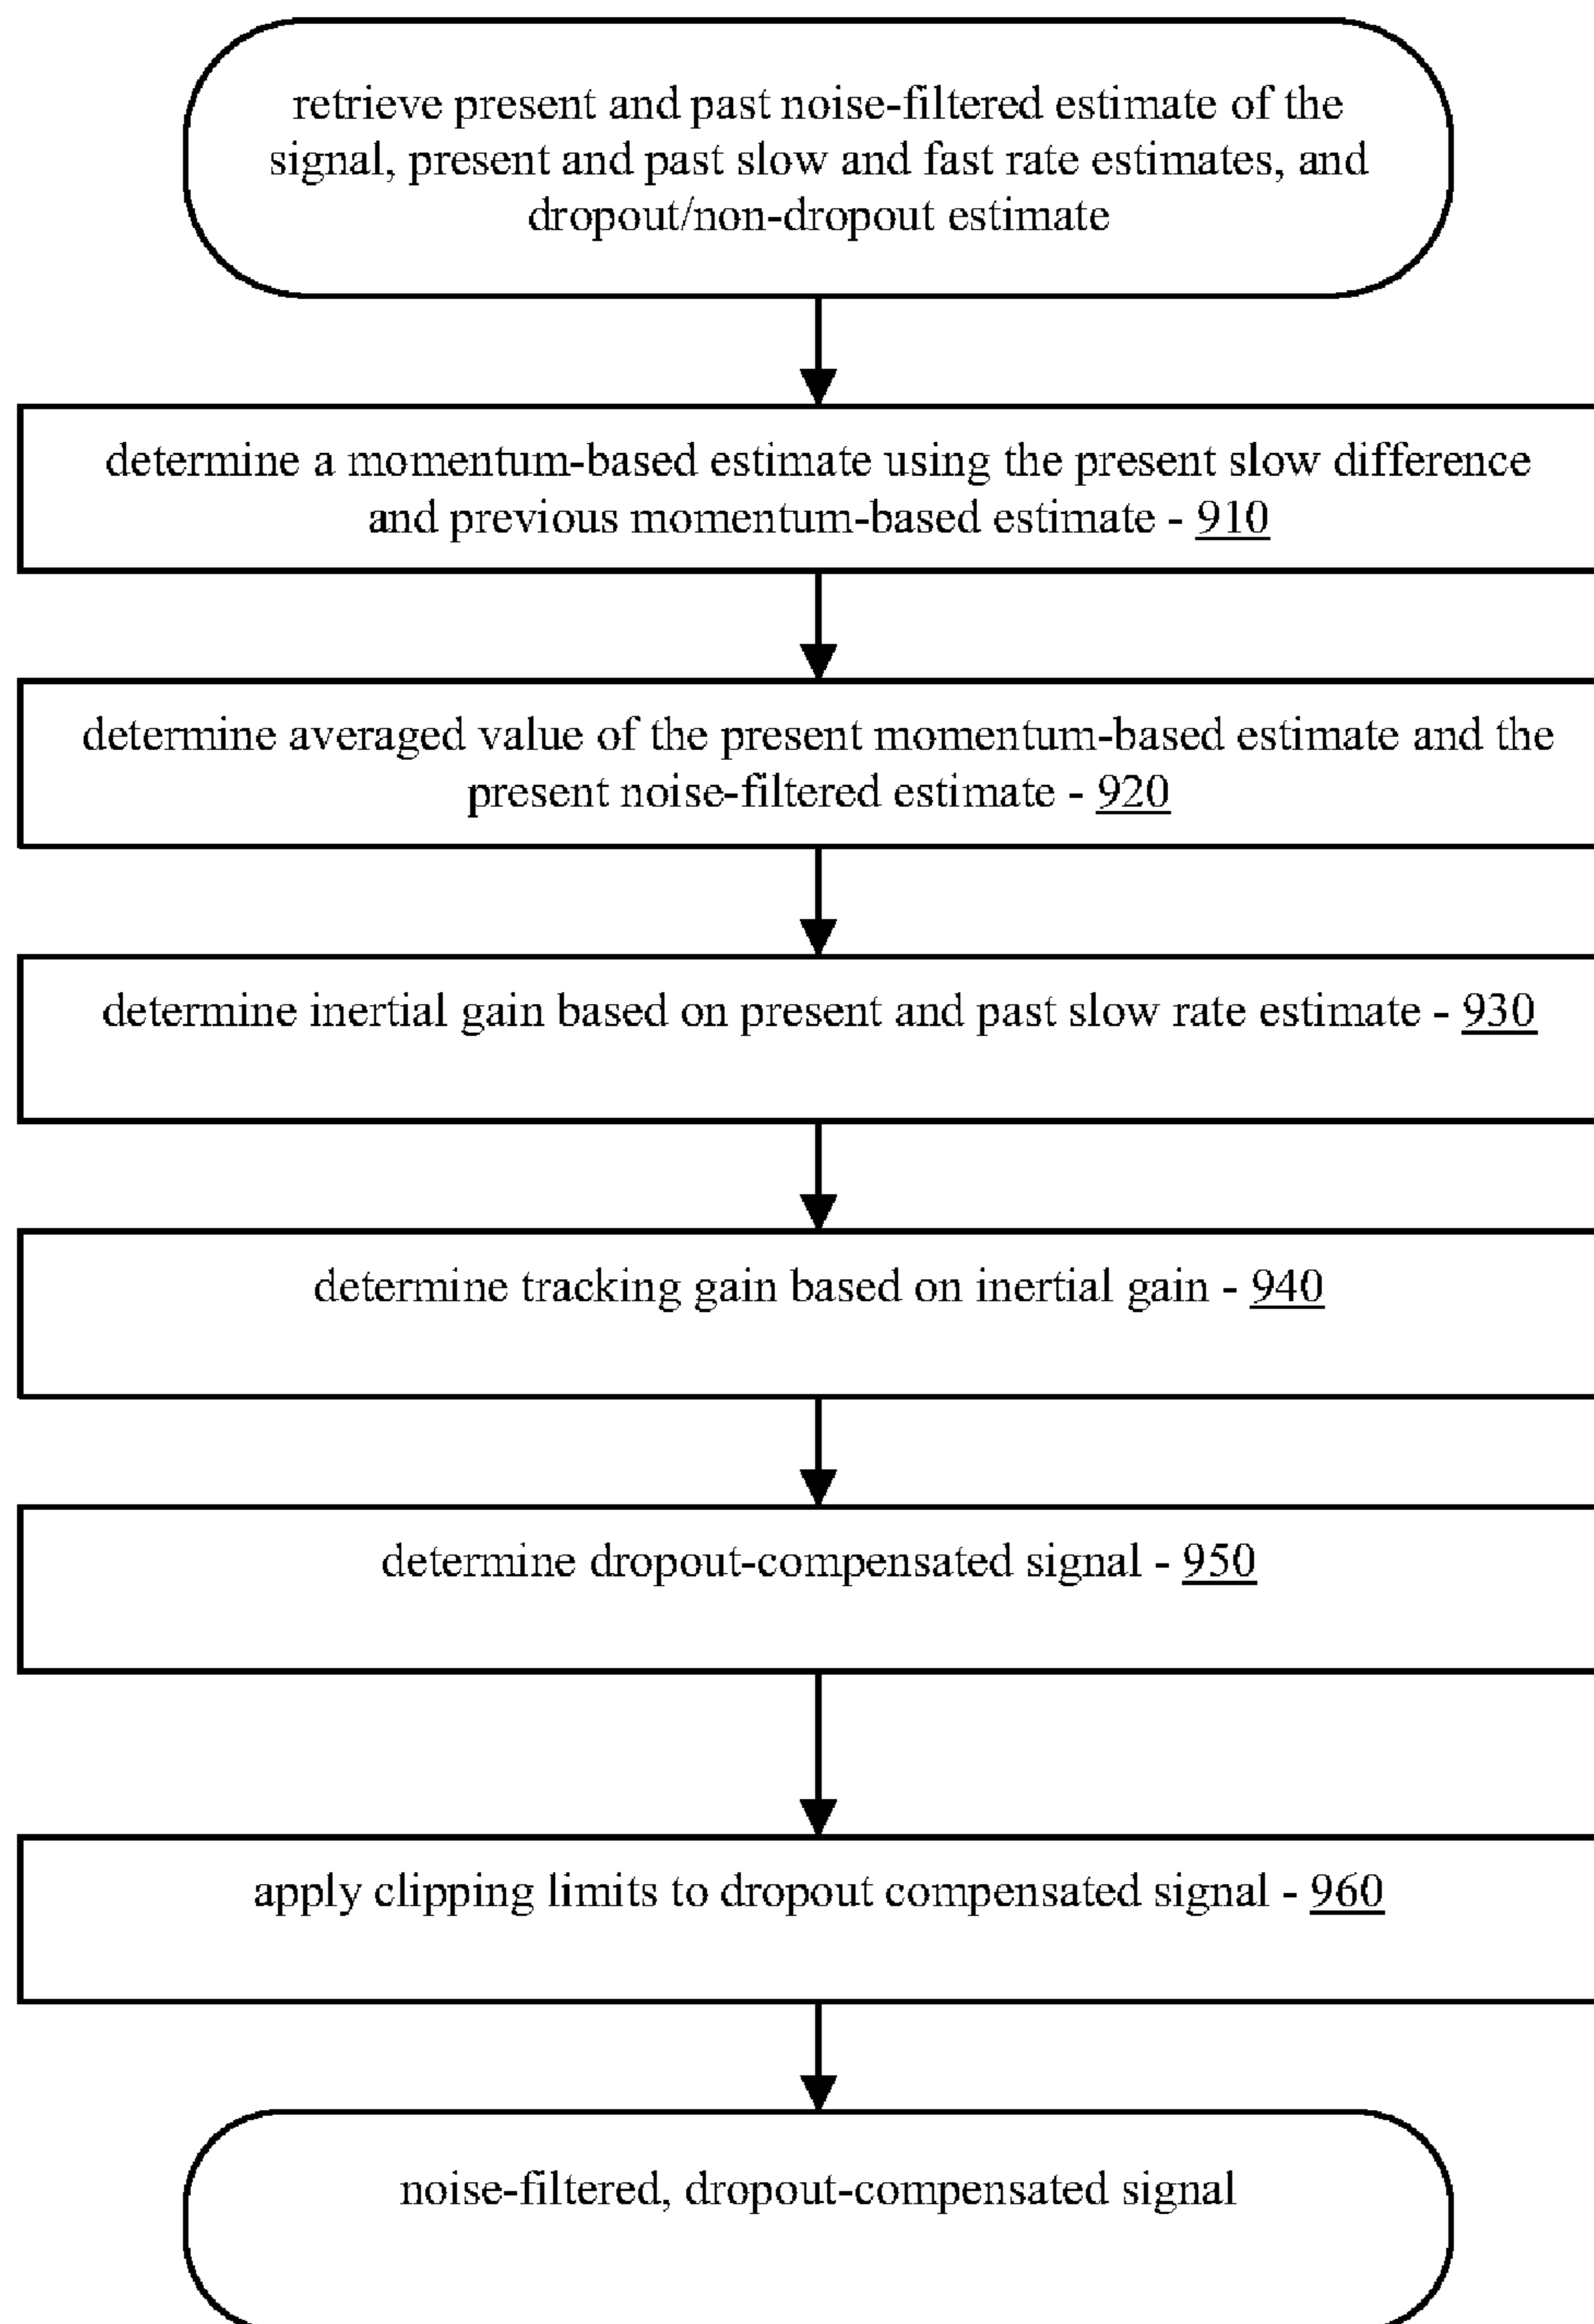 retrieve present and past noise-filtered estimate of the
signal, present and past slow and fast rate estimates, and
dropout/non-dropout estimate
determine a momentum-based estimate using the present slow difference
and previous momentum-based estimate - 910
determine averaged value of the present momentum-based estimate and the
present noise-filtered estimate - 920
determine inertial gain based on present and past slow rate estimate - 930
determine tracking gain based on inertial gain - 940
determine dropout-compensated signal - 950
apply clipping limits to dropout compensated signal - 960
noise-filtered, dropout-compensated signal